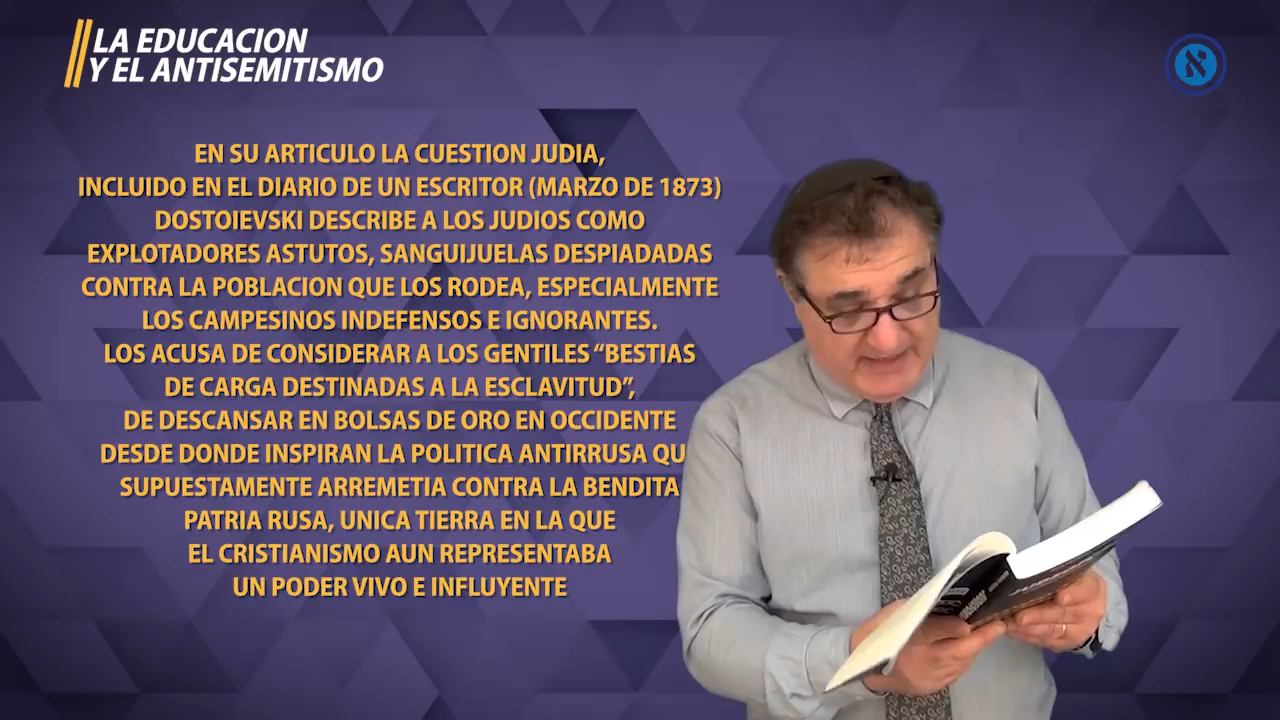 LA EDUCACION
Y EL ANTISEMITISMO
א
EN SU ARTICULO LA CUESTION JUDIA,
INCLUIDO EN EL DIARIO DE UN ESCRITOR (MARZO DE 1873)
DOSTOIEVSKI DESCRIBE A LOS JUDIOS COMO
EXPLOTADORES ASTUTOS, SANGUIJUELAS DESPIADADAS
CONTRA LA POBLACION QUE LOS RODEA, ESPECIALMENTE
LOS CAMPESINOS INDEFENSOS E IGNORANTES.
LOS ACUSA DE CONSIDERAR A LOS GENTILES “BESTIAS
DE CARGA DESTINADAS A LA ESCLAVITUD”,
DE DESCANSAR EN BOLSAS DE ORO EN OCCIDENTE
DESDE DONDE INSPIRAN LA POLITICA ANTIRRUSA QU
SUPUESTAMENTE ARREMETIA CONTRA LA BENDITA
PATRIA RUSA, UNICA TIERRA EN LA QUE
EL CRISTIANISMO AUN REPRESENTABA
UN PODER VIVO E INFLUYENTE